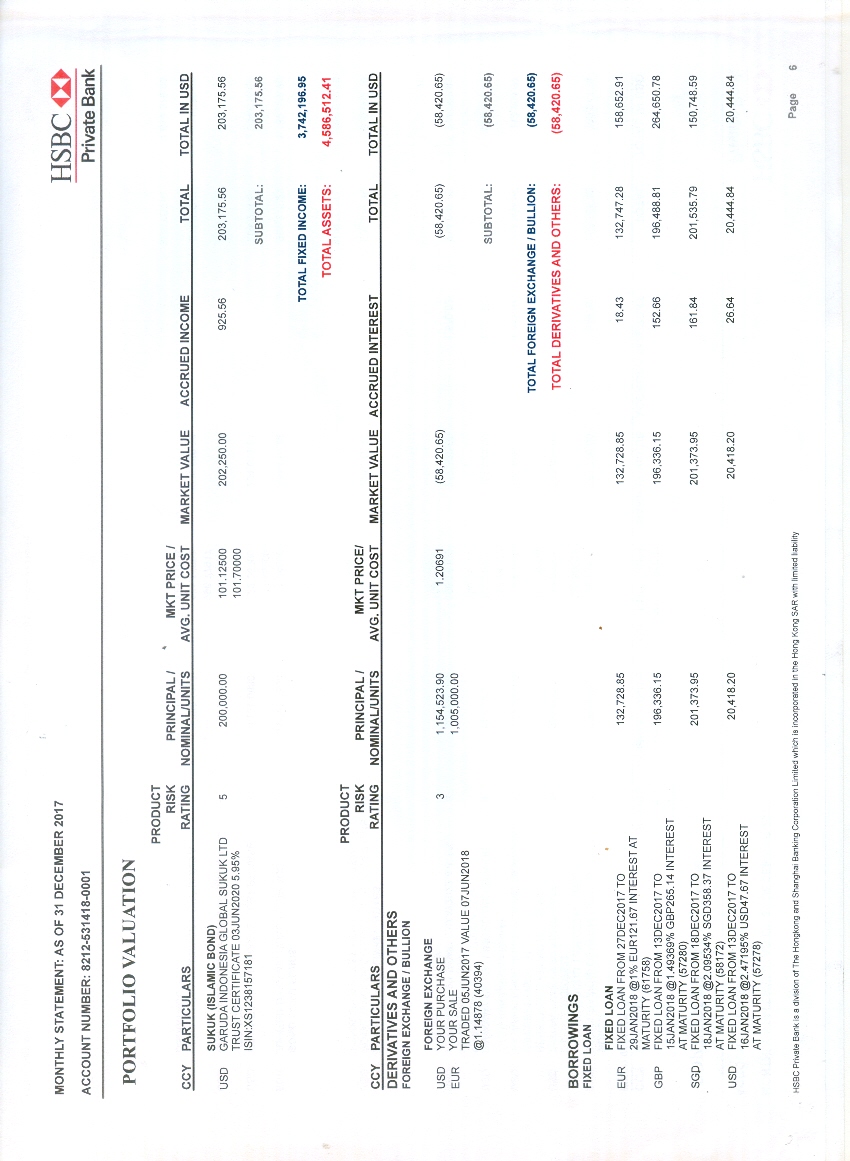 MONTHLY STATEMENT: AS OF 31 DECEMBER 2017
HSBC
Private Bank
ACCOUNT NUMBER: 8212-531418-0001
PORTFOLIO VALUATION
PRODUCT
RISK PRINCIPAL / MKT PRICE /
CCY PARTICULARS RATING NOMINAL/UNITS AVG. UNIT COST MARKET VALUE ACCRUED INCOME TOTAL TOTAL IN USD
SUKUK (ISLAMIC BOND)
USD GARUDA INDONESIA GLOBAL SUKUK LTD 5 200,000.00 101.12500 202,250.00 925.56 203,175.56 203,175.56
TRUST CERTIFICATE 03JUN2020 5.95% 101.70000
ISIN:XS1238157181
SUBTOTAL: 203,175.56
TOTAL FIXED INCOME: 3,742,196.95
TOTAL ASSETS: 4,586,512.41
PRODUCT
RISK PRINCIPAL / MKT PRICE/
CCY PARTICULARS RATING NOMINAL/UNITS AVG. UNIT COST MARKET VALUE ACCRUED INTEREST TOTAL TOTAL IN USD
DERIVATIVES AND OTHERS
FOREIGN EXCHANGE / BULLION
FOREIGN EXCHANGE
USD YOUR PURCHASE 3 1,154,523.90 1.20691 (58,420.65) (58,420.65) (58,420.65)
EUR YOUR SALE 1,005,000.00
TRADED 05JUN2017 VALUE 07JUN2018
@1.14878 (40394)
SUBTOTAL: (58,420.65)
TOTAL FOREIGN EXCHANGE / BULLION: (58,420.65)
TOTAL DERIVATIVES AND OTHERS: (58,420.65)
BORROWINGS
FIXED LOAN
FIXED LOAN
EUR FIXED LOAN FROM 27DEC2017 TO 132,728.85 132,728.85 18.43 132,747.28 158,652.91
29JAN2018 @1% EUR121.67 INTEREST AT
MATURITY (61758)
GBP FIXED LOAN FROM 13DEC2017 TO 196,336.15 196,336.15 152.66 196,488.81 264,650.78
15JAN2018 @1.49369% GBP265.14 INTEREST
AT MATURITY (57280)
SGD FIXED LOAN FROM 18DEC2017 TO 201,373.95 201,373.95 161.84 201,535.79 150,748.59
18JAN2018 @2.09534% SGD358.37 INTEREST
AT MATURITY (58172)
USD FIXED LOAN FROM 13DEC2017 TO 20,418.20 20,418.20 26.64 20,444.84 20,444.84
16JAN2018 @2.47195% USD47.67 INTEREST
AT MATURITY (57278)
HSBC Private Bank is a division of The Hongkong and Shanghai Banking Corporation Limited which is incorporated in the Hong Kong SAR with limited liability
Page 6